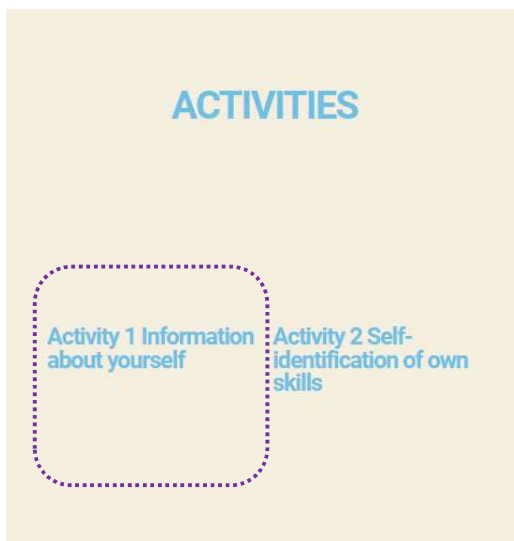 ACTIVITIES
Activity 1 Information
about yourself
Activity 2 Self-
identification of own
skills